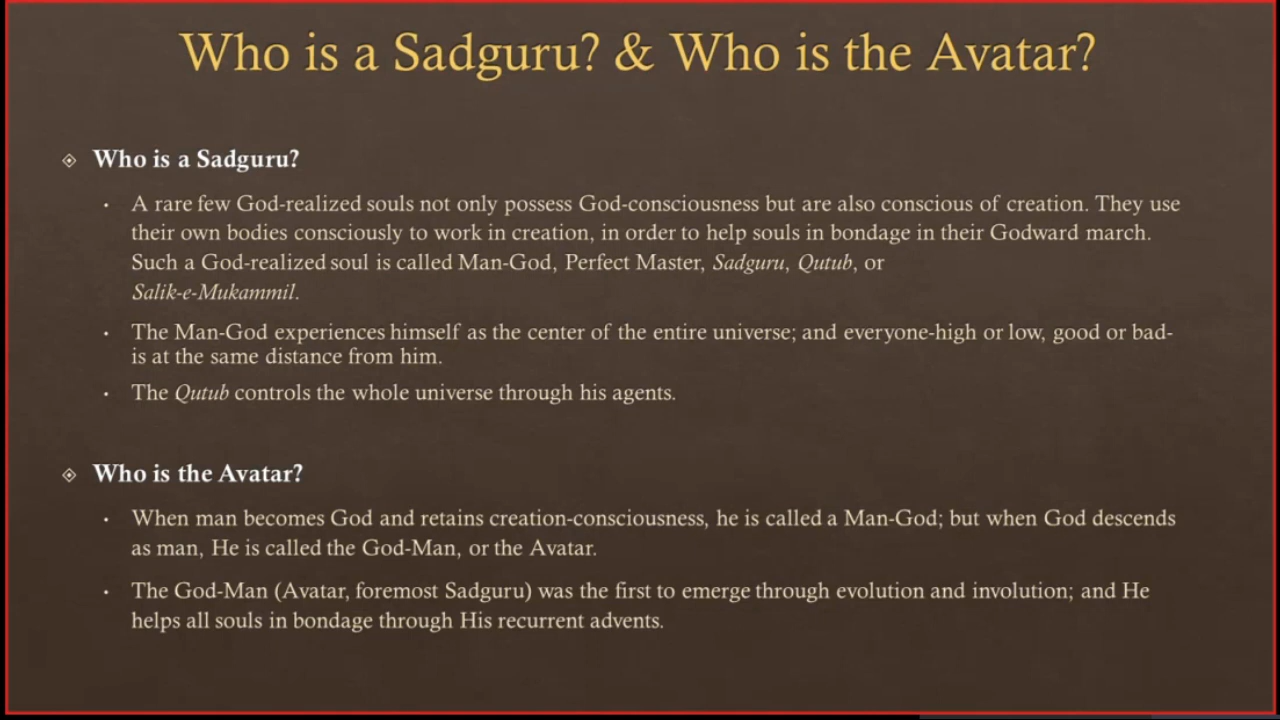 Who is a Sadguru? & Who is the Avatar?
Who is a Sadguru?
A rare few God-realized souls not only possess God-consciousness but are also conscious of creation. They use
their own bodies consciously to work in creation, in order to help souls in bondage in their Godward march.
Such a God-realized soul is called Man-God, Perfect Master, Sadguru, Qutub, or
Salik-e-Mukammil.
The Man-God experiences himself as the center of the entire universe; and everyone-high or low, good or bad-
is at the same distance from him.
The Qutub controls the whole universe through his agents.
Who is the Avatar?
When man becomes God and retains creation-consciousness, he is called a Man-God; but when God descends
as man, He is called the God-Man, or the Avatar.
The God-Man (Avatar, foremost Sadguru) was the first to emerge through evolution and involution; and He
helps all souls in bondage through His recurrent advents.